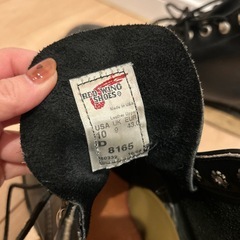 RED WING
SHOES
MADE IN USA
USA UK EUR
10 9 43
D 8165